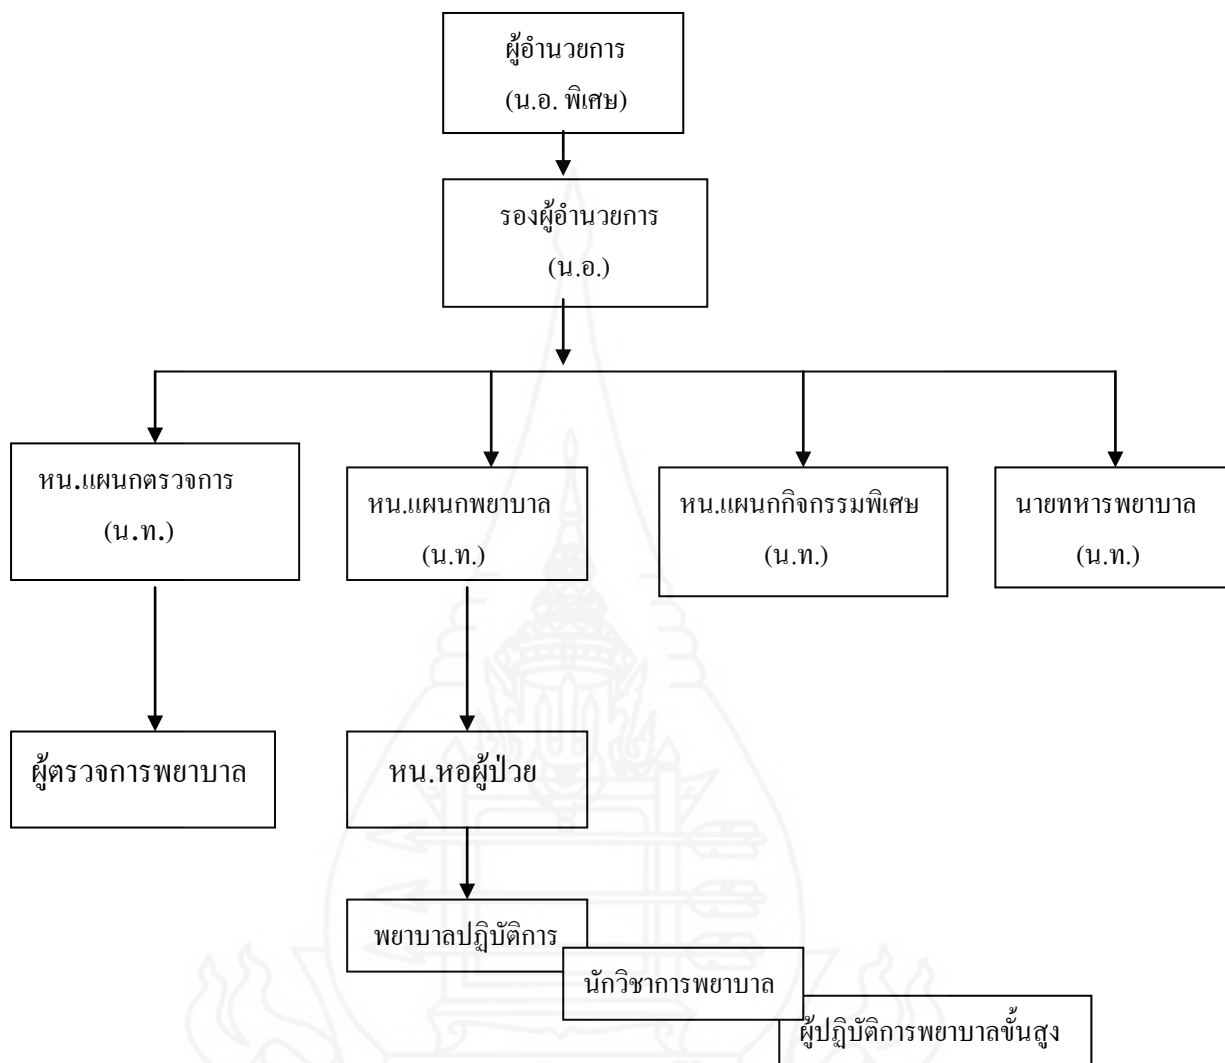 ผู้อำนวยการ
(น.อ. พิเศษ)
รองผู้อำนวยการ
(น.อ.)
หน.แผนกตรวจการ
(น.ท.)
หน.แผนกพยาบาล
(น.ท.)
หน.แผนกกิจกรรมพิเศษ
(น.ท.)
นายทหารพยาบาล
(น.ท.)
ผู้ตรวจการพยาบาล
หน.หอผู้ป่วย
พยาบาลปฏิบัติการ
นักวิชาการพยาบาล
ผู้ปฏิบัติการพยาบาลขั้นสูง